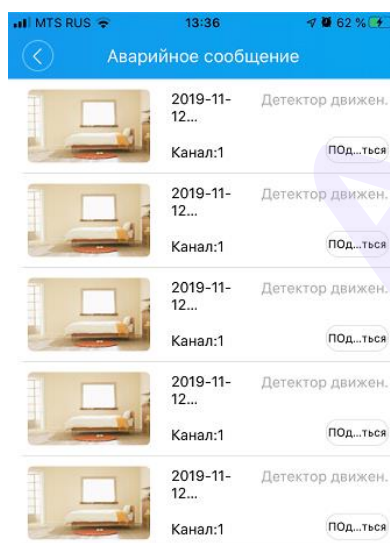 MTS RUS 13:36 62 %
Аварийное сообщение
2019-11- Детектор движен.
12...
Канал:1 ПОд...ться
2019-11- Детектор движен.
12...
Канал:1 ПОд...ться
2019-11- Детектор движен.
12...
Канал:1 ПОд...ться
2019-11- Детектор движен.
12...
Канал:1 ПОд...ться
2019-11- Детектор движен.
12...
Канал:1 ПОд...ться